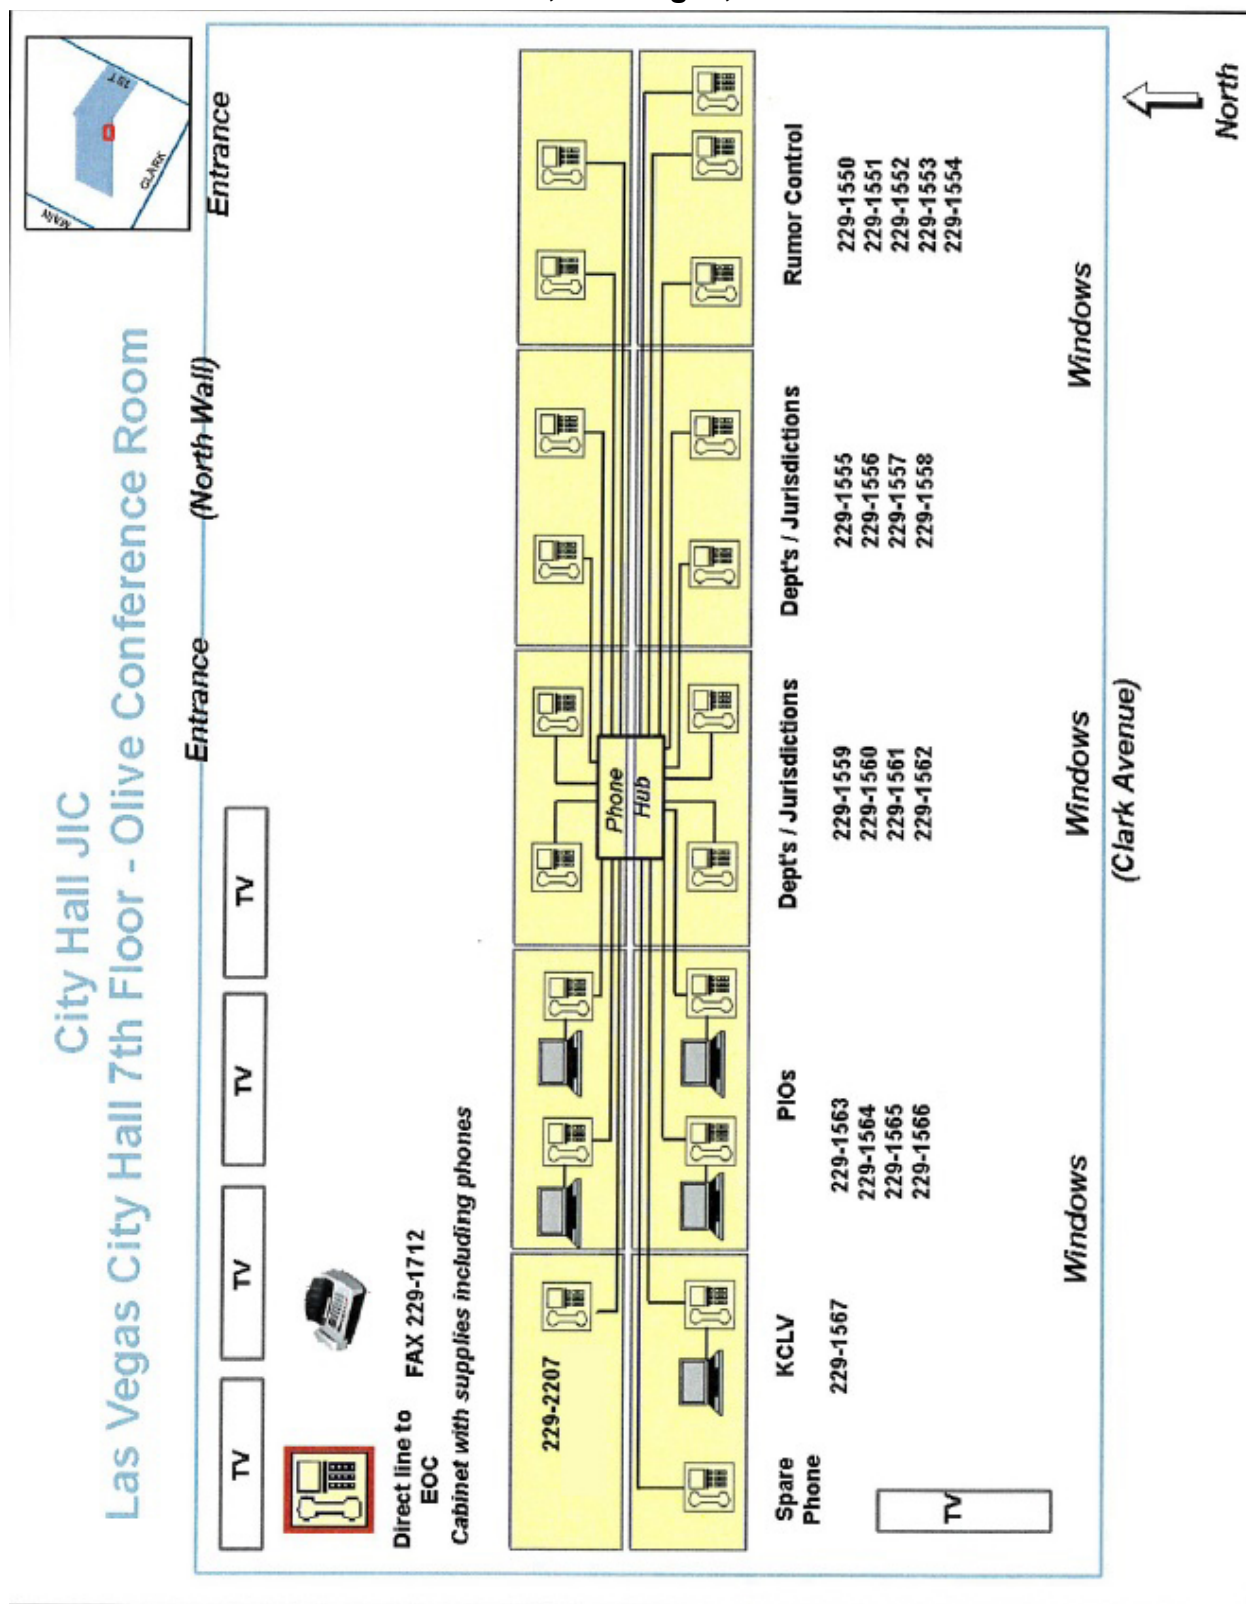 City Hall JIC
Las Vegas City Hall 7th Floor - Olive Conference Room
MAIN
CLARK
1ST
Entrance
(North Wall)
Entrance
TV
TV
TV
TV
Direct line to
EOC
FAX 229-1712
Cabinet with supplies including phones
229-2207
Phone
Hub
Spare
Phone
KCLV
229-1567
PIOs
229-1563
229-1564
229-1565
229-1566
Dept's / Jurisdictions
229-1559
229-1560
229-1561
229-1562
Dept's / Jurisdictions
229-1555
229-1556
229-1557
229-1558
Rumor Control
229-1550
229-1551
229-1552
229-1553
229-1554
TV
Windows
Windows
Windows
(Clark Avenue)
North